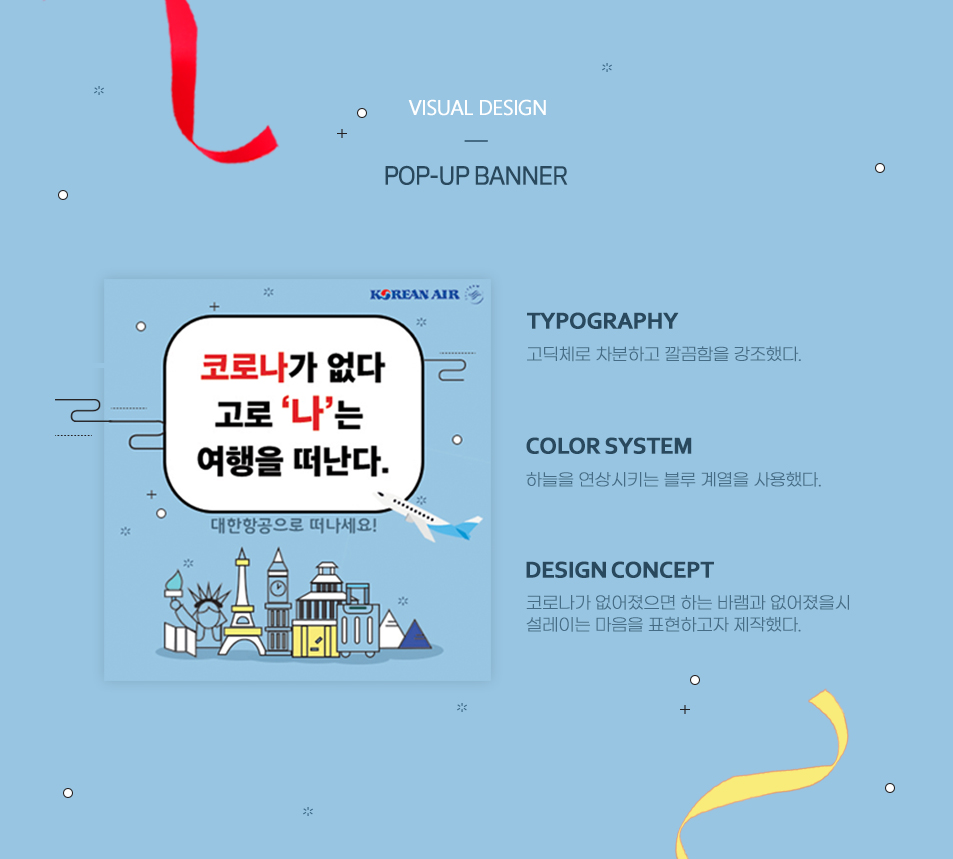 VISUAL DESIGN
POP-UP BANNER
KOREAN AIR
코로나가 없다
고로 ‘나’는
여행을 떠난다.
대한항공으로 떠나세요!
TYPOGRAPHY
고딕체로 차분하고 깔끔함을 강조했다.
COLOR SYSTEM
하늘을 연상시키는 블루 계열을 사용했다.
DESIGN CONCEPT
코로나가 없어졌으면 하는 바램과 없어졌을시
설레이는 마음을 표현하고자 제작했다.